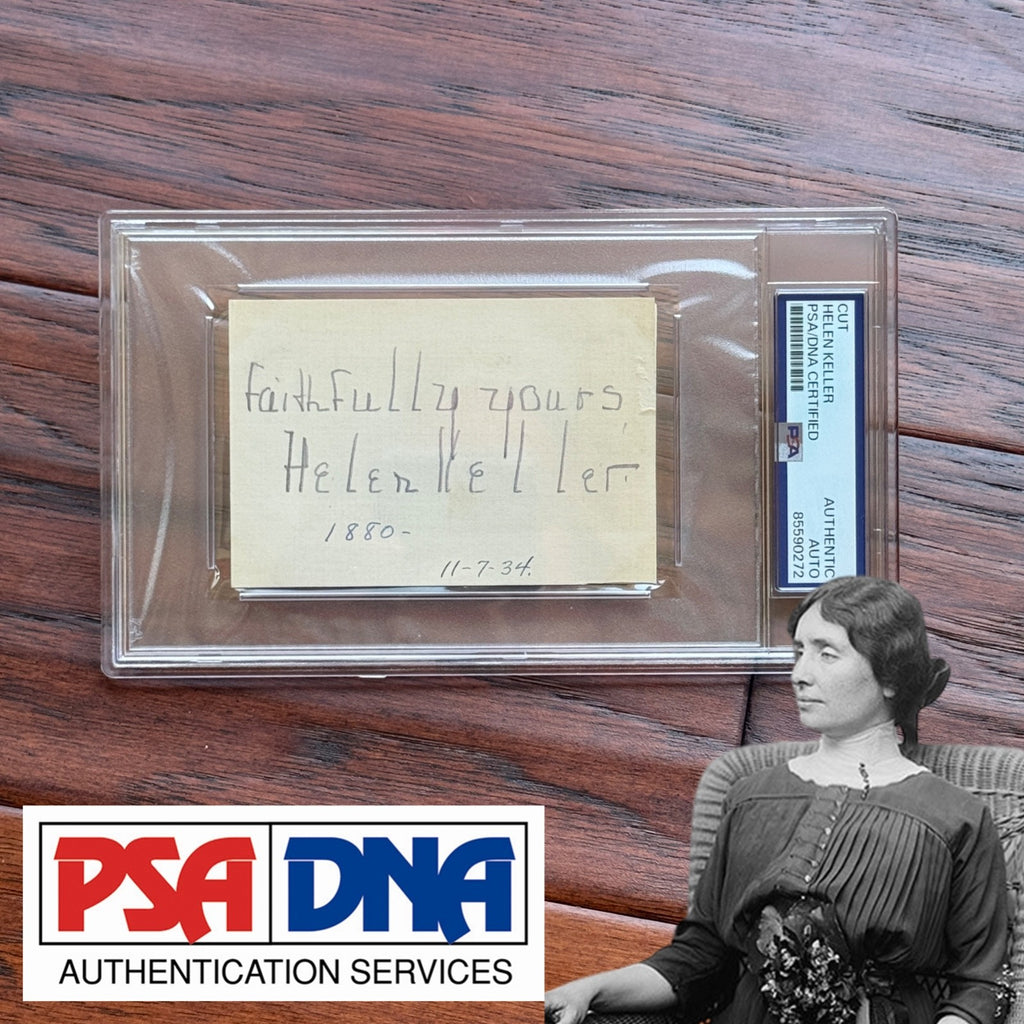 Faithfully yours
Helen Keller.
1880-
11-7-34.
CUT
HELEN KELLER
PSA/DNA CERTIFIED
PSA
AUTHENTIC
AUTO
85590272
PSA DNA
AUTHENTICATION SERVICES